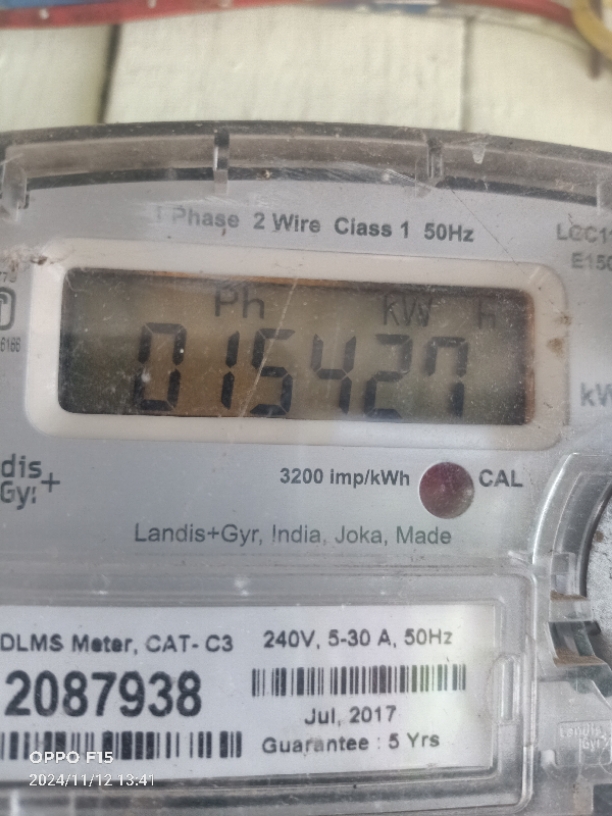 1 Phase 2 Wire Class 1 50Hz
Ph kW h
015427
3200 imp/kWh CAL
Landis+Gyr, India, Joka, Made
DLMS Meter, CAT- C3
240V, 5-30 A, 50Hz
2087938
Jul, 2017
Guarantee : 5 Yrs
OPPO F15
2024/11/12 13:41